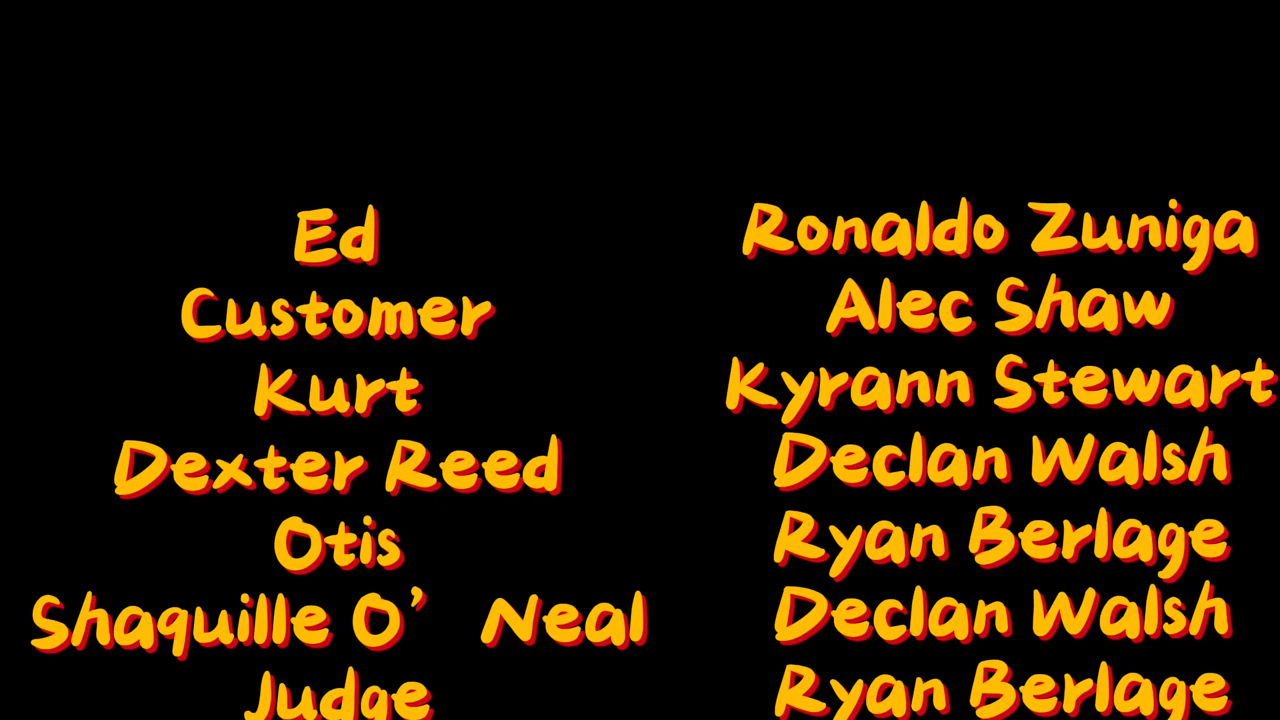 Ed Ronaldo Zuniga
Customer Alec Shaw
Kurt Kyrann Stewart
Dexter Reed Declan Walsh
Otis Ryan Berlage
Shaquille O’ Neal Declan Walsh
Judge Ryan Berlage